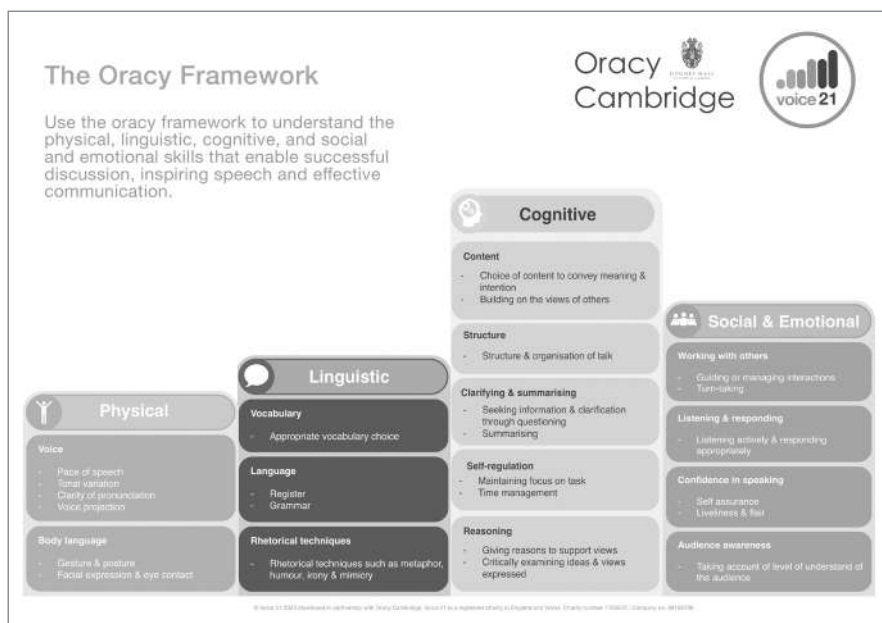 The Oracy Framework
Use the oracy framework to understand the
physical, linguistic, cognitive, and social
and emotional skills that enable successful
discussion, inspiring speech and effective
communication.
Oracy
Cambridge
voice 21
Physical
Voice
- Pace of speech
- Tonal variation
- Clarity of pronunciation
- Voice projection
Body language
- Gesture & posture
- Facial expression & eye contact
Linguistic
Vocabulary
- Appropriate vocabulary choice
Language
- Register
- Grammar
Rhetorical techniques
- Rhetorical techniques such as metaphor,
humour, irony & mimicry
Cognitive
Content
- Choice of content to convey meaning &
intention
- Building on the views of others
Structure
- Structure & organisation of talk
Clarifying & summarising
- Seeking information & clarification
through questioning
- Summarising
Self-regulation
- Maintaining focus on task
- Time management
Reasoning
- Giving reasons to support views
- Critically examining ideas & views
expressed
Social & Emotional
Working with others
- Guiding or managing interactions
- Turn-taking
Listening & responding
- Listening actively & responding
appropriately
Confidence in speaking
- Self assurance
- Liveliness & flair
Audience awareness
- Taking account of level of understand of
the audience